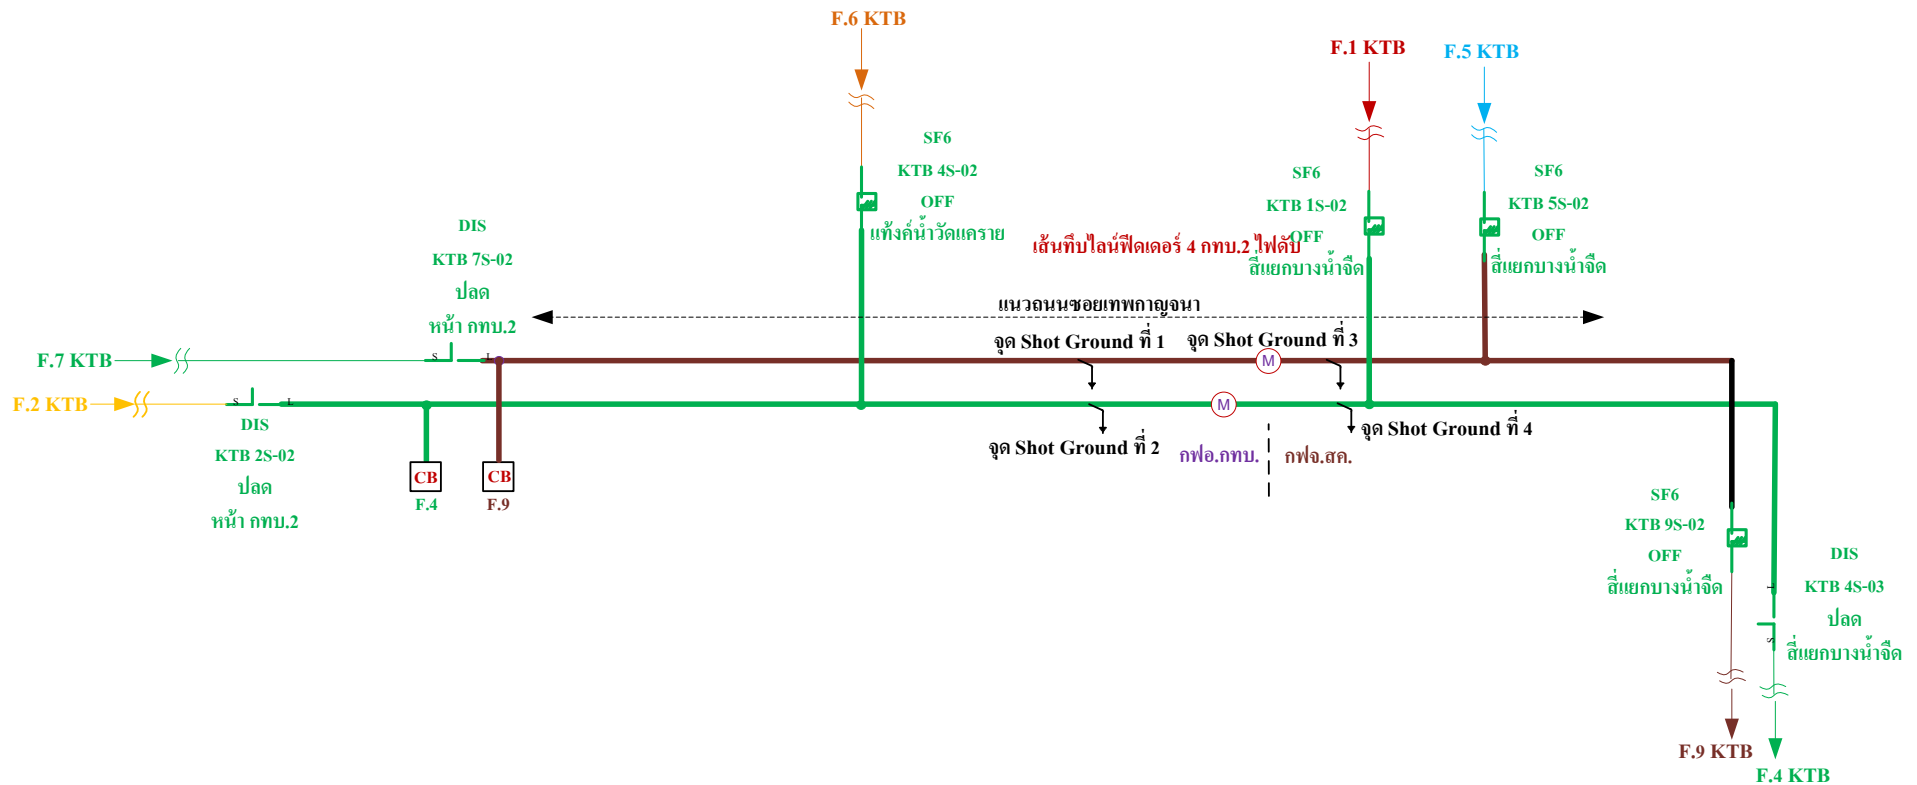 F.6 KTB
F.1 KTB
F.5 KTB
SF6
KTB 4S-02
OFF
แท้งค์น้ำวัดแคราย
SF6
KTB 1S-02
OFF
สี่แยกบางน้ำจืด
SF6
KTB 5S-02
OFF
สี่แยกบางน้ำจืด
DIS
KTB 7S-02
ปลด
หน้า กทบ.2
เส้นทึบไลน์ฟีดเดอร์ 4 กทบ.2 ไฟดับ
แนวถนนซอยเทพกาญจนา
จุด Shot Ground ที่ 1
จุด Shot Ground ที่ 3
F.7 KTB
S
L
M
F.2 KTB
S
L
M
DIS
KTB 2S-02
ปลด
หน้า กทบ.2
จุด Shot Ground ที่ 2
จุด Shot Ground ที่ 4
กฟอ.กทบ.
กฟจ.สค.
CB
F.4
CB
F.9
SF6
KTB 9S-02
OFF
สี่แยกบางน้ำจืด
L
S
DIS
KTB 4S-03
ปลด
สี่แยกบางน้ำจืด
F.9 KTB
F.4 KTB